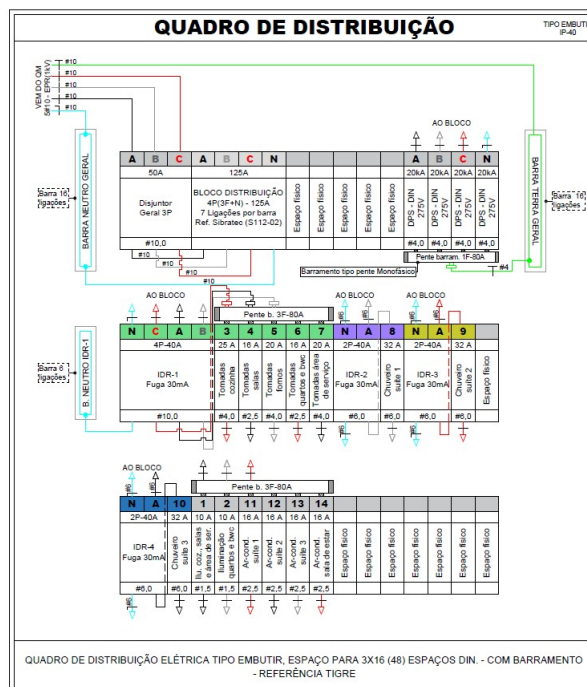 QUADRO DE DISTRIBUIÇÃO
TIPO EMBUTIR
IP-40
VEM DO QM
5#10 - EPR(1kV)
#10
#10
#10
#10
#10
BARRA NEUTRO GERAL
Barra 16
ligações
BARRA TERRA GERAL
Barra 16
ligações
AO BLOCO
A B C A B C N A B C N
50A 125A 20kA 20kA 20kA 20kA
Disjuntor
Geral 3P
BLOCO DISTRIBUIÇÃO
4P(3F+N) - 125A
7 Ligações por barra
Ref. Sibratec (S112-02)
Espaço físico
Espaço físico
Espaço físico
Espaço físico
DPS - DIN
275V
DPS - DIN
275V
DPS - DIN
275V
DPS - DIN
275V
#10,0 #4,0 #4,0 #4,0 #4,0
#10
#10
Pente barram. 1F-80A
Barramento tipo pente Monofásico
#4
AO BLOCO
Pente b. 3F-80A
AO BLOCO
AO BLOCO
B. NEUTRO IDR-1
Barra 6
ligações
N C A B 3 4 5 6 7 N A 8 N A 9
4P-40A 25 A 16 A 20 A 16 A 20 A 2P-40A 32 A 2P-40A 32 A
IDR-1
Fuga 30mA
Tomadas
cozinha
Tomadas
salas
Tomadas
fornos
Tomadas
quartos e bwc
Tomadas área
de serviço
IDR-2
Fuga 30mA
Chuveiro
suite 1
IDR-3
Fuga 30mA
Chuveiro
suite 2
Espaço físico
#10,0 #4,0 #2,5 #4,0 #2,5 #4,0 #6,0 #6,0 #6,0 #6,0
#6
#6
#6
#6
AO BLOCO
#6
#6
Pente b. 3F-80A
N A 10 1 2 11 12 13 14
2P-40A 32 A 10 A 10 A 16 A 16 A 16 A 16 A
IDR-4
Fuga 30mA
Chuveiro
suite 3
Ilu. coz, salas
e área de ser.
Iluminação
quartos e bwc
Ar-cond.
suite 1
Ar-cond.
suite 2
Ar-cond.
suite 3
Ar-cond.
sala de estar
Espaço físico
Espaço físico
Espaço físico
Espaço físico
Espaço físico
Espaço físico
Espaço físico
#6,0 #6,0 #1,5 #1,5 #2,5 #2,5 #2,5 #2,5
#6
QUADRO DE DISTRIBUIÇÃO ELÉTRICA TIPO EMBUTIR, ESPAÇO PARA 3X16 (48) ESPAÇOS DIN. - COM BARRAMENTO
- REFERÊNCIA TIGRE